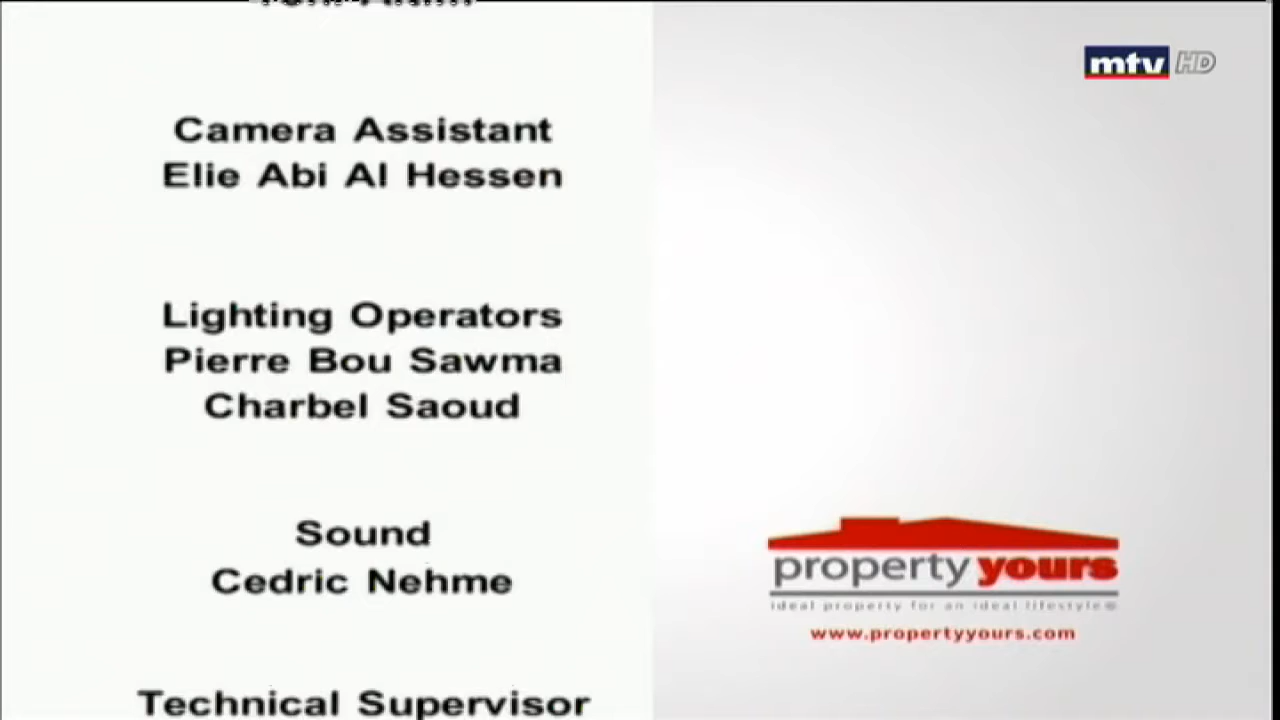 Camera Assistant
Elie Abi Al Hessen
Lighting Operators
Pierre Bou Sawma
Charbel Saoud
Sound
Cedric Nehme
Technical Supervisor
mtv HD
property yours
ideal property for an ideal lifestyle®
www.propertyyours.com